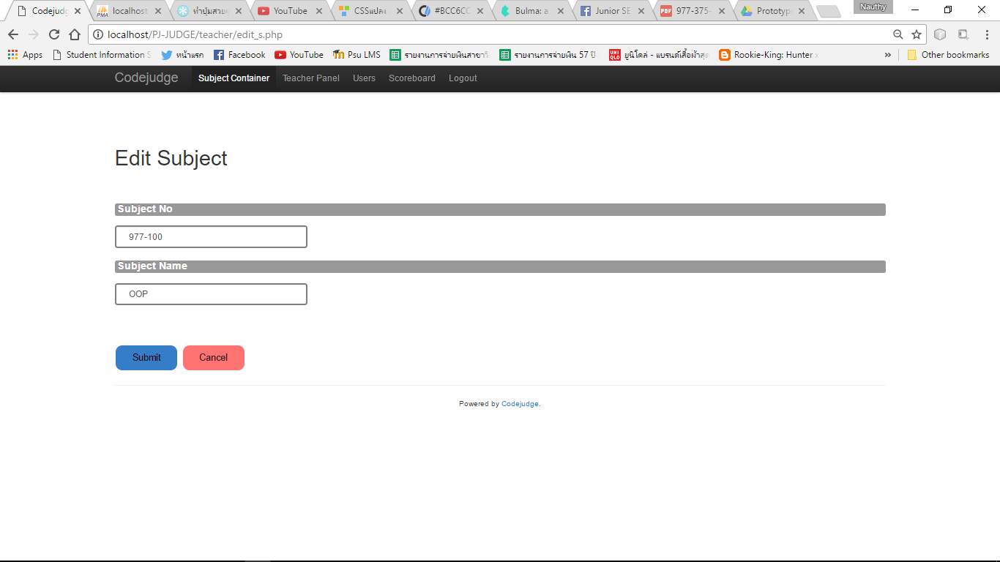 Codejudg
localhost
ทำปุ่มสวยๆ
YouTube
CSSแปลง
#BCC6CC
Bulma: a
Junior SE
PDF 977-375-
Prototype
Nauthy
localhost/PJ-JUDGE/teacher/edit_s.php
Apps
Student Information S
หน้าแรก
Facebook
YouTube
Psu LMS
รายงานการจ่ายเงินสาขาวิ
รายงานการจ่ายเงิน 57 ปี
ยูนิโคล่ - แบรนด์เสื้อผ้าสุด
Rookie-King: Hunter x
»
Other bookmarks
Codejudge Subject Container Teacher Panel Users Scoreboard Logout
Edit Subject
Subject No
977-100
Subject Name
OOP
Submit Cancel
Powered by Codejudge.